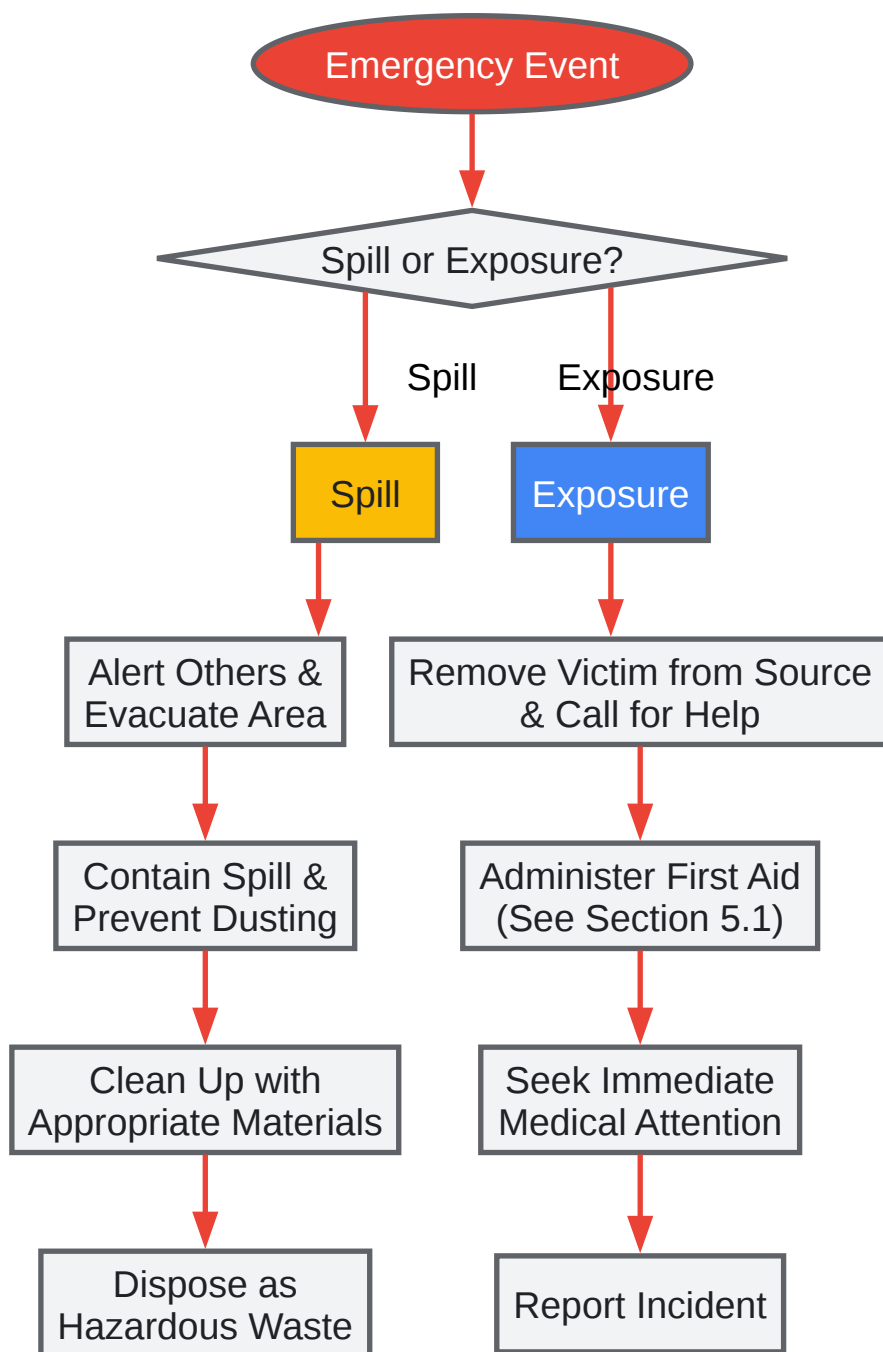 Emergency Event
Spill or Exposure?
Spill
Exposure
Spill
Exposure
Alert Others &
Evacuate Area
Remove Victim from Source
& Call for Help
Contain Spill &
Prevent Dusting
Administer First Aid
(See Section 5.1)
Clean Up with
Appropriate Materials
Seek Immediate
Medical Attention
Dispose as
Hazardous Waste
Report Incident